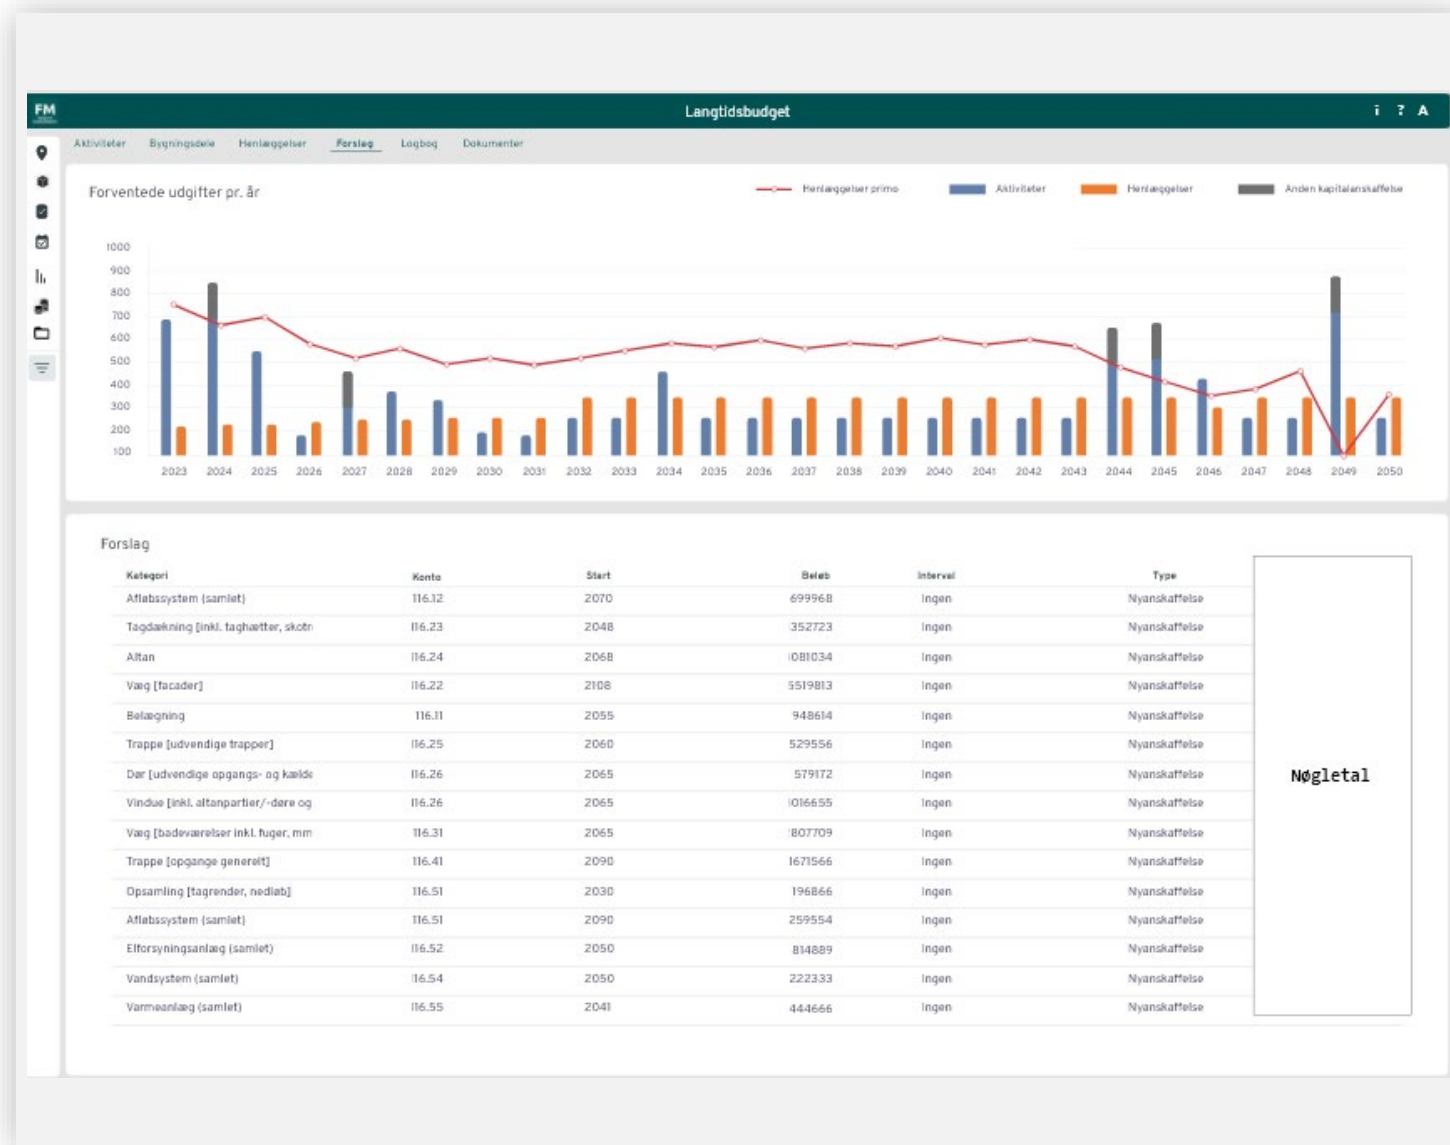 FM
Langtidsbudget
i ? A
Aktiviteter Bygningsdele Henlæggelser Forslag Logbog Dokumenter
Forventede udgifter pr. år
Henlæggelser primo Aktiviteter Henlæggelser Anden kapitalanskaffelse
1000
900
800
700
600
500
400
300
200
100
2023 2024 2025 2026 2027 2028 2029 2030 2031 2032 2033 2034 2035 2036 2037 2038 2039 2040 2041 2042 2043 2044 2045 2046 2047 2048 2049 2050
Forslag
Kategori Konto Start Beløb Interval Type
Afløbssystem (samlet) 116.12 2070 699968 Ingen Nyanskaffelse
Tagdækning [inkl. taghætter, skotr 116.23 2048 352723 Ingen Nyanskaffelse
Altan 116.24 2068 081034 Ingen Nyanskaffelse
Væg [facader] 116.22 2108 5519813 Ingen Nyanskaffelse
Belægning 116.11 2055 948614 Ingen Nyanskaffelse
Trappe [udvendige trapper] 116.25 2060 529556 Ingen Nyanskaffelse
Dør [udvendige opgangs- og kælde 116.26 2065 579172 Ingen Nyanskaffelse
Vindue [inkl. altanpartier/-døre og 116.26 2065 016655 Ingen Nyanskaffelse
Væg [badeværelser inkl. fuger, mm 116.31 2065 807709 Ingen Nyanskaffelse
Trappe [opgange generelt] 116.41 2090 1671566 Ingen Nyanskaffelse
Opsamling [tagrender, nedløb] 116.51 2030 196866 Ingen Nyanskaffelse
Afløbssystem (samlet) 116.51 2090 259554 Ingen Nyanskaffelse
Elforsyningsanlæg (samlet) 116.52 2050 814889 Ingen Nyanskaffelse
Vandsystem (samlet) 116.54 2050 222333 Ingen Nyanskaffelse
Varmeanlæg (samlet) 116.55 2041 444666 Ingen Nyanskaffelse
Nøgletal